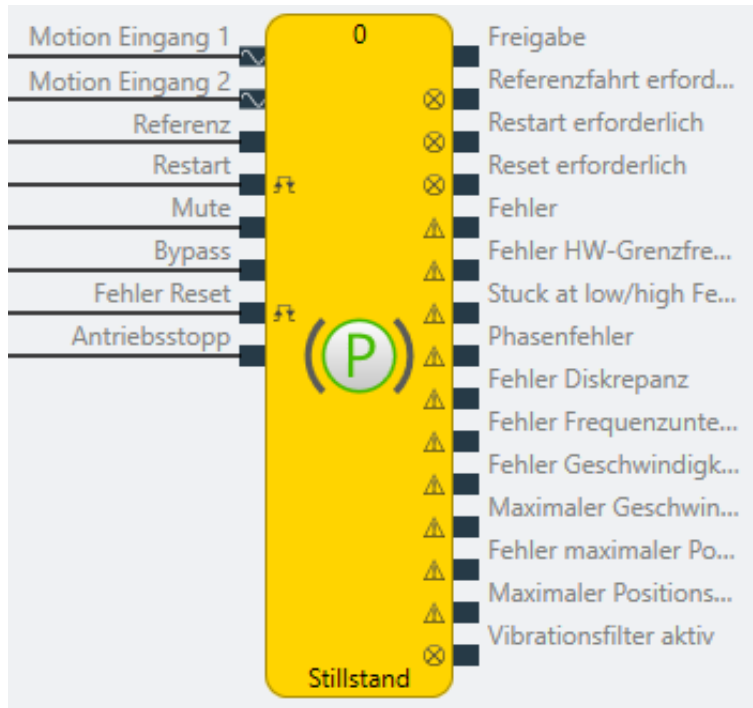 Motion Eingang 1
Motion Eingang 2
Referenz
Restart
Mute
Bypass
Fehler Reset
Antriebsstopp
0
P
Stillstand
Freigabe
Referenzfahrt erford...
Restart erforderlich
Reset erforderlich
Fehler
Fehler HW-Grenzfre...
Stuck at low/high Fe...
Phasenfehler
Fehler Diskrepanz
Fehler Frequenzunte...
Fehler Geschwindigk...
Maximaler Geschwin...
Fehler maximaler Po...
Maximaler Positions...
Vibrationsfilter aktiv